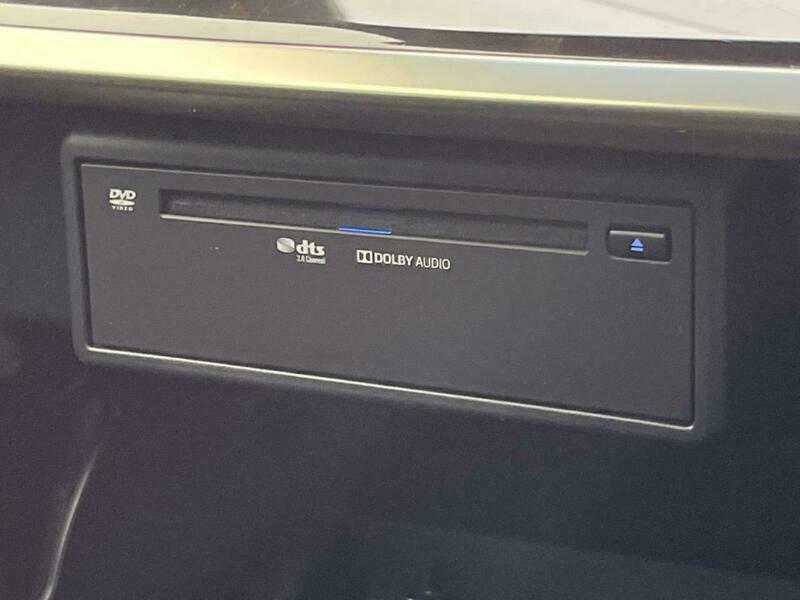 DVD
VIDEO
dts
2.0 Channel
DOLBY AUDIO